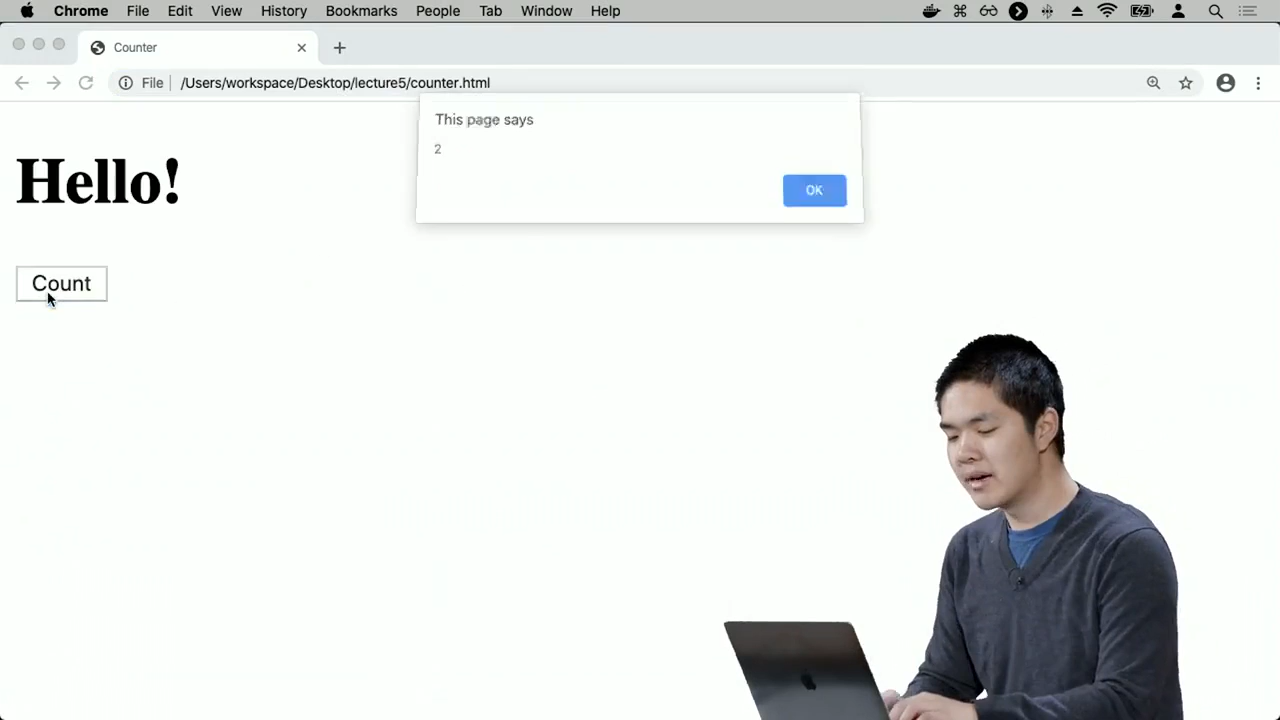 Chrome File Edit View History Bookmarks People Tab Window Help
Counter
File /Users/workspace/Desktop/lecture5/counter.html
This page says
2
OK
Hello!
Count